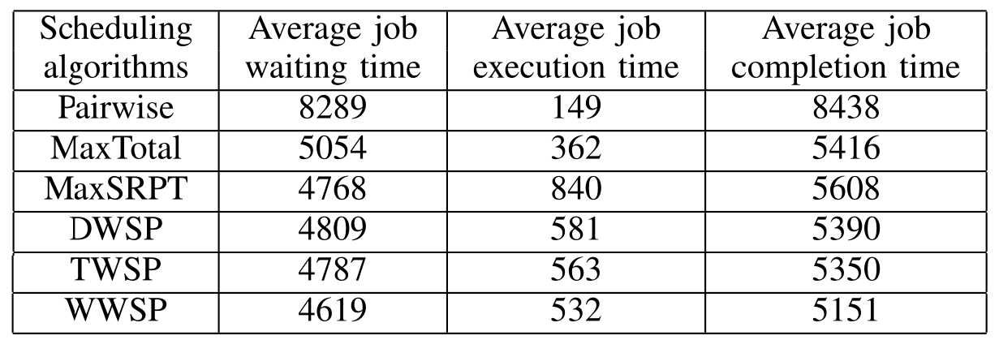 Scheduling algorithms | Average job waiting time | Average job execution time | Average job completion time
Pairwise | 8289 | 149 | 8438
MaxTotal | 5054 | 362 | 5416
MaxSRPT | 4768 | 840 | 5608
DWSP | 4809 | 581 | 5390
TWSP | 4787 | 563 | 5350
WWSP | 4619 | 532 | 5151